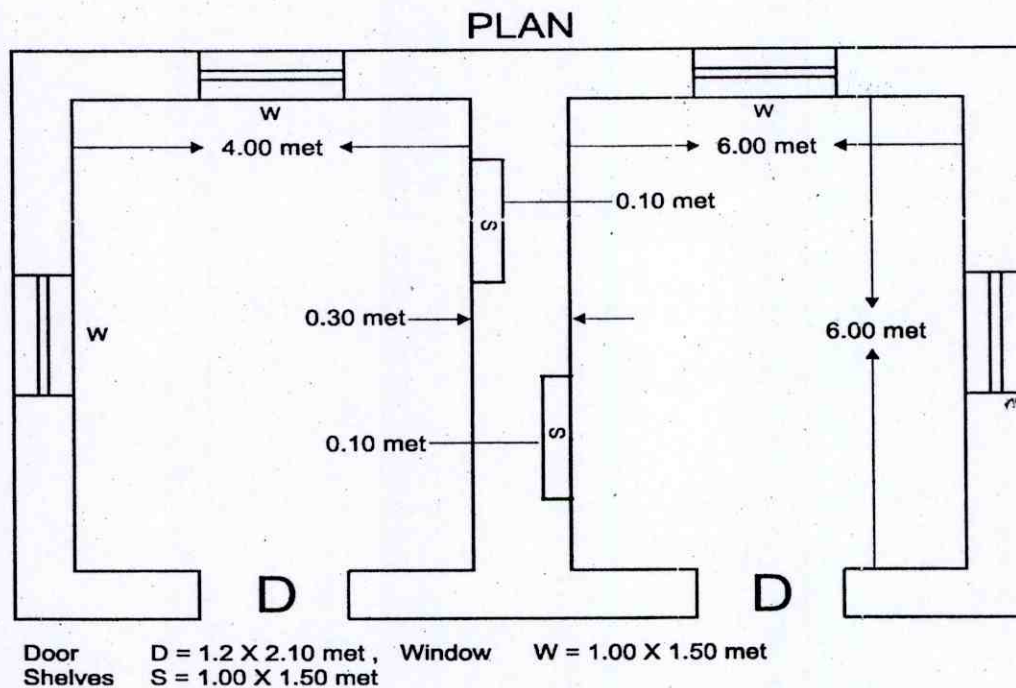 PLAN
W
W
4.00 met
6.00 met
0.10 met
S
0.30 met
W
6.00 met
0.10 met
S
D
D
Door D = 1.2 X 2.10 met , Window W = 1.00 X 1.50 met
Shelves S = 1.00 X 1.50 met